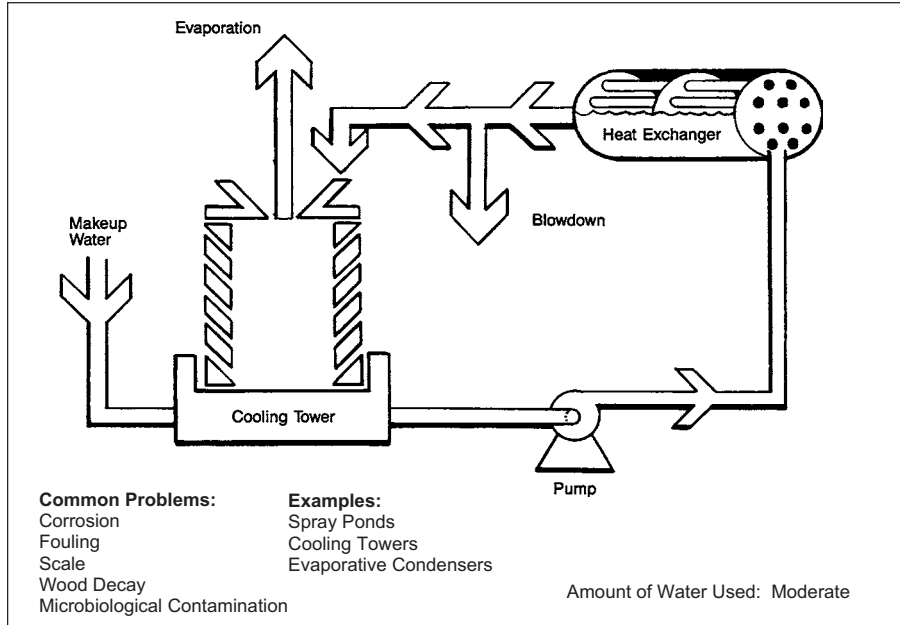 Evaporation
Heat Exchanger
Blowdown
Makeup
Water
Cooling Tower
Pump
Common Problems:
Corrosion
Fouling
Scale
Wood Decay
Microbiological Contamination
Examples:
Spray Ponds
Cooling Towers
Evaporative Condensers
Amount of Water Used: Moderate